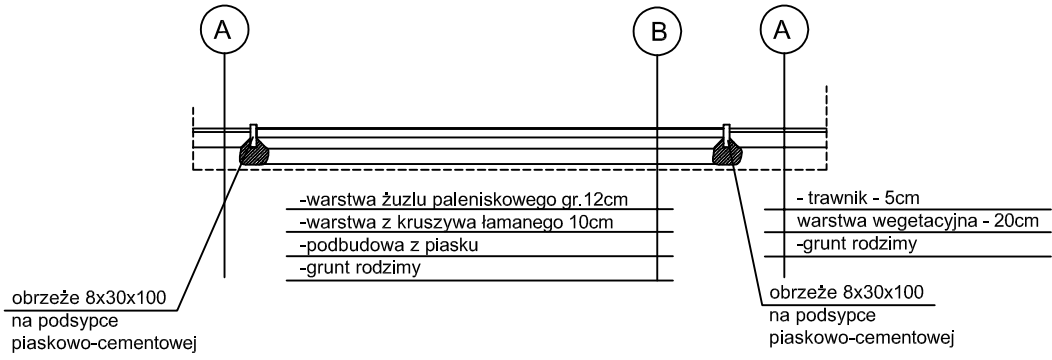 A
B
A
-warstwa żuzlu paleniskowego gr.12cm
-warstwa z kruszywa łamanego 10cm
-podbudowa z piasku
-grunt rodzimy
- trawnik - 5cm
warstwa wegetacyjna - 20cm
-grunt rodzimy
obrzeże 8x30x100
na podsypce
piaskowo-cementowej
obrzeże 8x30x100
na podsypce
piaskowo-cementowej